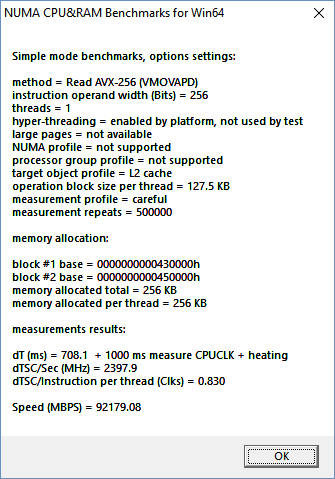 NUMA CPU&RAM Benchmarks for Win64
Simple mode benchmarks, options settings:
method = Read AVX-256 (VMOVAPD)
instruction operand width (Bits) = 256
threads = 1
hyper-threading = enabled by platform, not used by test
large pages = not available
NUMA profile = not supported
processor group profile = not supported
target object profile = L2 cache
operation block size per thread = 127.5 KB
measurement profile = careful
measurement repeats = 500000
memory allocation:
block #1 base = 0000000000430000h
block #2 base = 0000000000450000h
memory allocated total = 256 KB
memory allocated per thread = 256 KB
measurements results:
dT (ms) = 708.1  + 1000 ms measure CPUCLK + heating
dTSC/Sec (MHz) = 2397.9
dTSC/Instruction per thread (Clks) = 0.830
Speed (MBPS) = 92179.08
OK